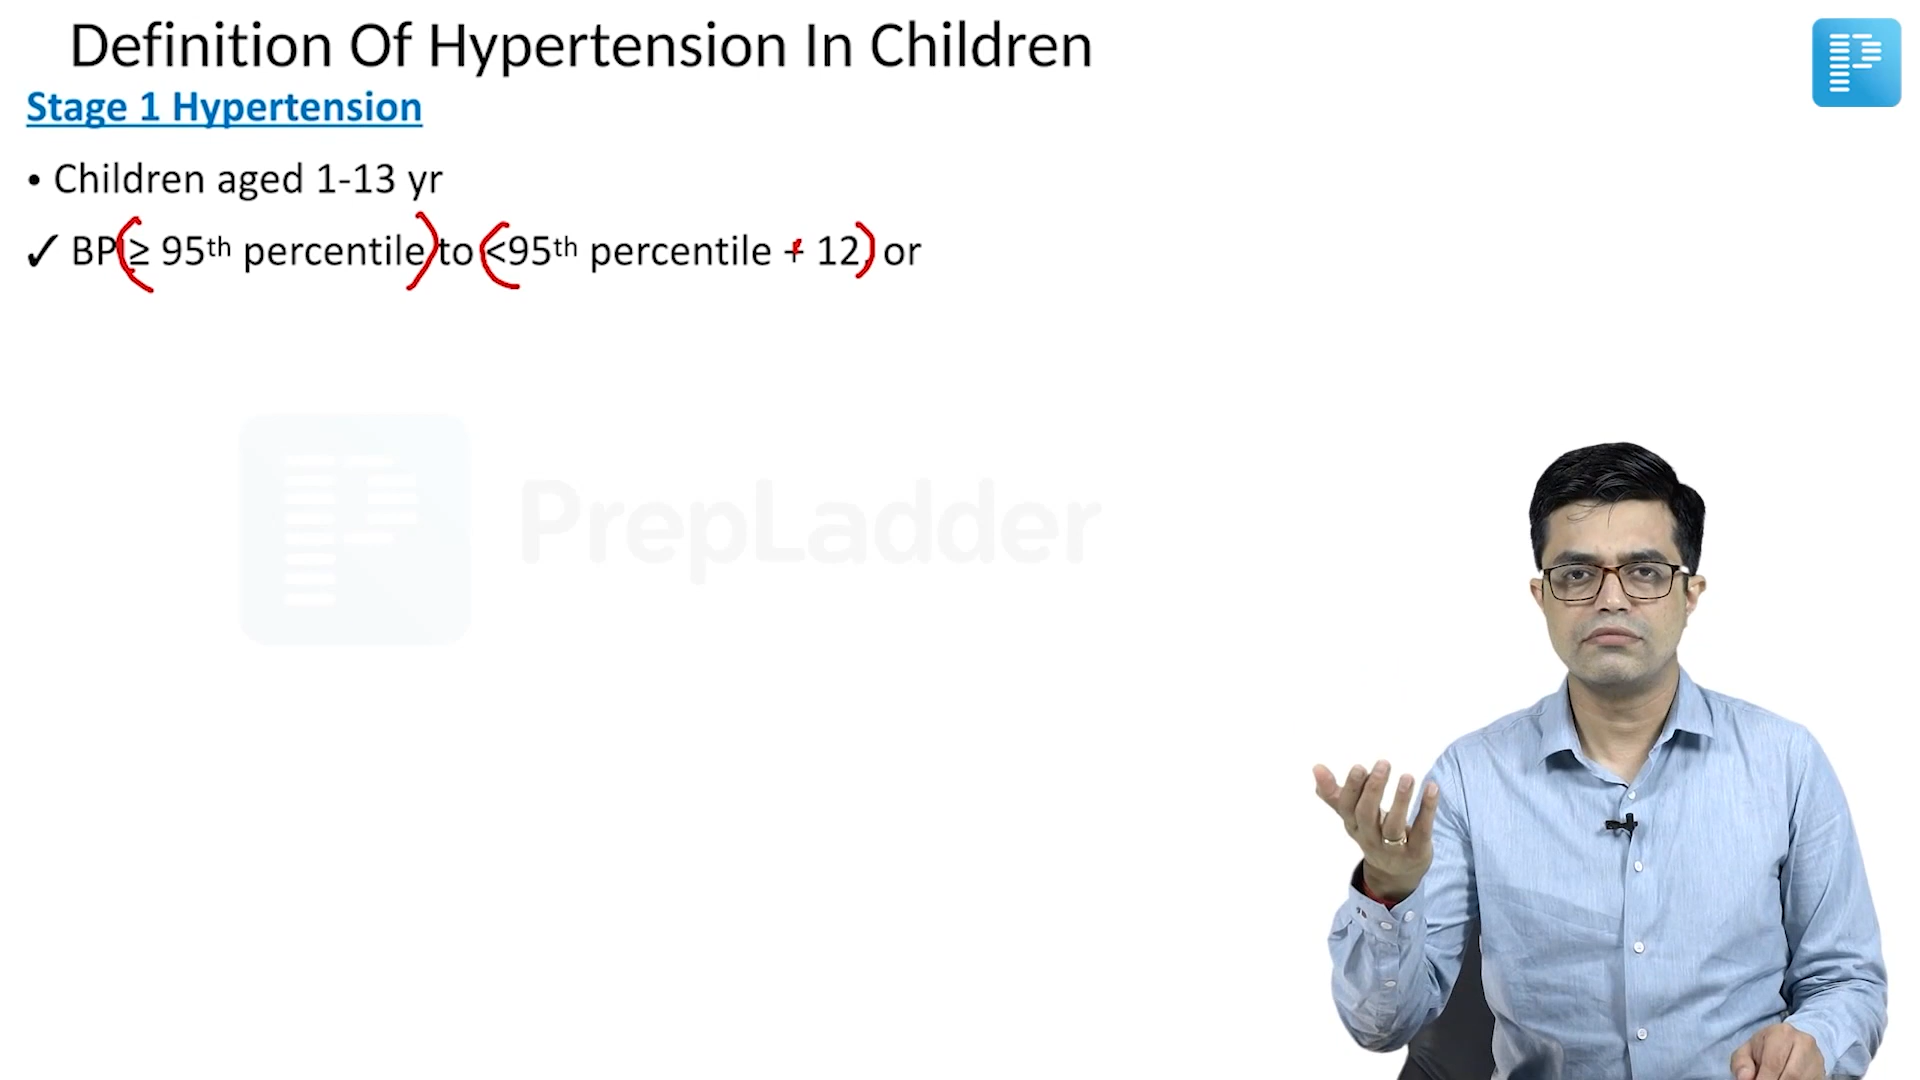 Definition Of Hypertension In Children
Stage 1 Hypertension
• Children aged 1-13 yr
✓ BP (≥ 95th percentile) to (<95th percentile + 12) or
PrepLadder